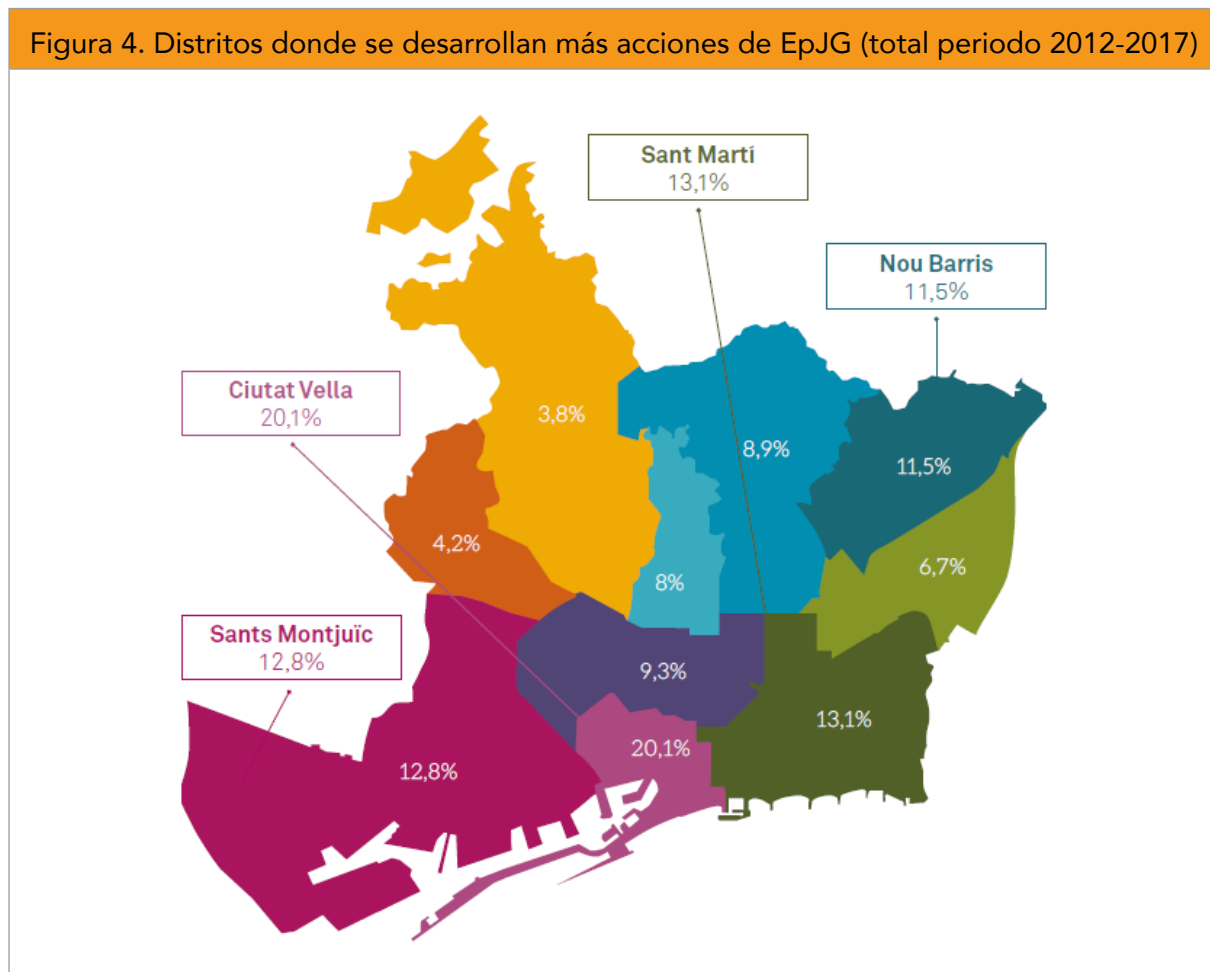 Figura 4. Distritos donde se desarrollan más acciones de EpJG (total periodo 2012-2017)
Sant Martí
13,1%
Nou Barris
11,5%
Ciutat Vella
20,1%
3,8%
8,9%
11,5%
4,2%
8%
6,7%
Sants Montjuïc
12,8%
9,3%
13,1%
20,1%
12,8%